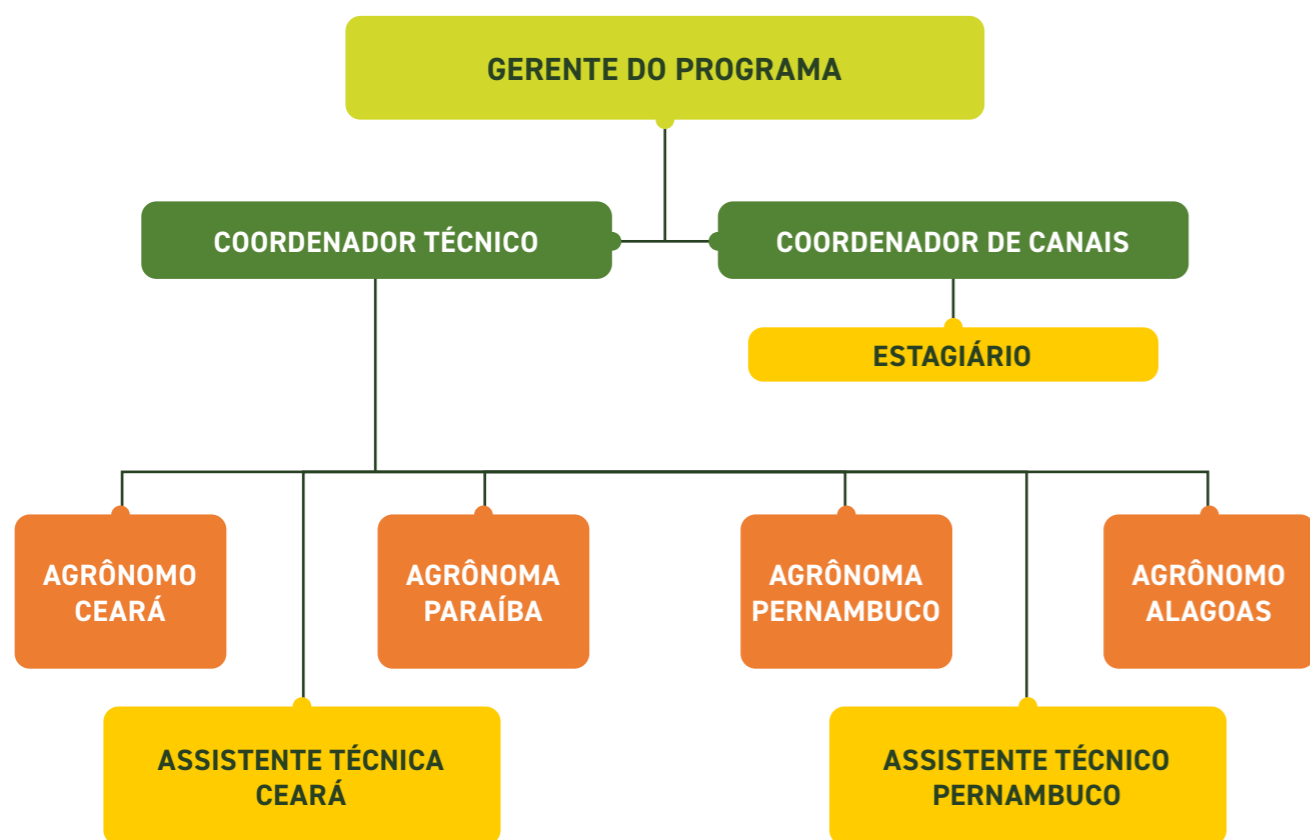 GERENTE DO PROGRAMA
COORDENADOR TÉCNICO
COORDENADOR DE CANAIS
ESTAGIÁRIO
AGRÔNOMO
CEARÁ
AGRÔNOMA
PARAÍBA
AGRÔNOMA
PERNAMBUCO
AGRÔNOMO
ALAGOAS
ASSISTENTE TÉCNICA
CEARÁ
ASSISTENTE TÉCNICO
PERNAMBUCO